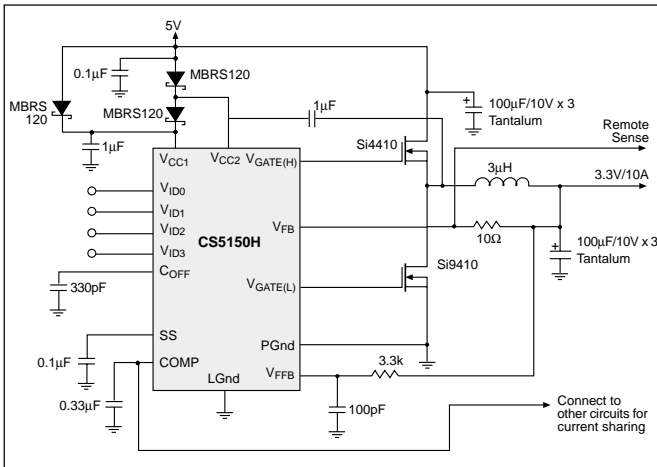 5V
0.1µF
MBRS120
MBRS
120
MBRS120
1µF
1µF
100µF/10V x 3
Tantalum
Si4410
Remote
Sense
3µH
3.3V/10A
VCC1
VCC2
VGATE(H)
VID0
VID1
VID2
VID3
CS5150H
VFB
10Ω
100µF/10V x 3
Tantalum
COFF
330pF
Si9410
VGATE(L)
SS
PGnd
0.1µF
COMP
VFFB
3.3k
LGnd
0.33µF
100pF
Connect to
other circuits for
current sharing